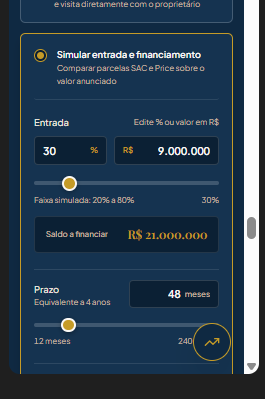 e visita diretamente com o proprietário
Simular entrada e financiamento
Comparar parcelas SAC e Price sobre o
valor anunciado
Entrada Edite % ou valor em R$
30 % R$ 9.000.000
Faixa simulada: 20% a 80% 30%
Saldo a financiar R$ 21.000.000
Prazo
Equivalente a 4 anos
48 meses
12 meses 240